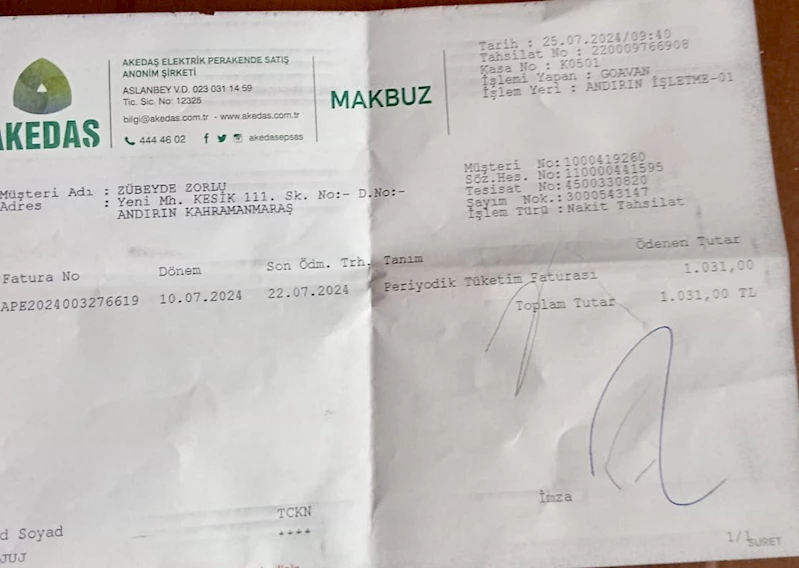 AKEDAŞ ELEKTRİK PERAKENDE SATIŞ
ANONİM ŞİRKETİ
ASLANBEY V.D. 023 031 14 59
Tic. Sic. No: 12325
bilgi@akedas.com.tr - www.akedas.com.tr
444 46 02 akedasepsas
AKEDAŞ
MAKBUZ
Tarih : 25.07.2024/09:40
Tahsilat No : 220009766908
Kasa No : K0501
İşlemi Yapan : GOAVAN
İşlem Yeri : ANDIRIN İŞLETME-01
Müşteri Adı : ZÜBEYDE ZORLU
Adres : Yeni Mh. KESİK 111. Sk. No:- D.No:-
ANDIRIN KAHRAMANMARAŞ
Müşteri No:1000419260
Söz.Hes. No:110000441595
Tesisat No:4500330820
Sayım Nok.:3000543147
İşlem Türü :Nakit Tahsilat
Fatura No Dönem Son Ödm. Trh. Tanım Ödenen Tutar
APE2024003276619 10.07.2024 22.07.2024 Periyodik Tüketim Faturası 1.031,00
Toplam Tutar 1.031,00 TL
İmza
d Soyad TCKN
JUJ ****
1/1 SURET